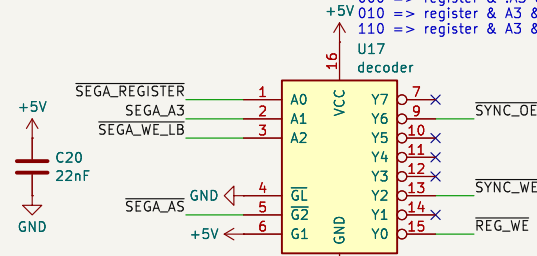 010 => register & A3 &
110 => register & A3 &
+5V
U17
decoder
16
VCC
SEGA_REGISTER 1 A0 Y7 7
SEGA_A3 2 A1 Y6 9 SYNC_OE
SEGA_WE_LB 3 A2 Y5 10
Y4 11
Y3 12
GND 4 GL Y2 13 SYNC_WE
SEGA_AS 5 G2 Y1 14
+5V 6 G1 Y0 15 REG_WE
GND
+5V
C20
22nF
GND